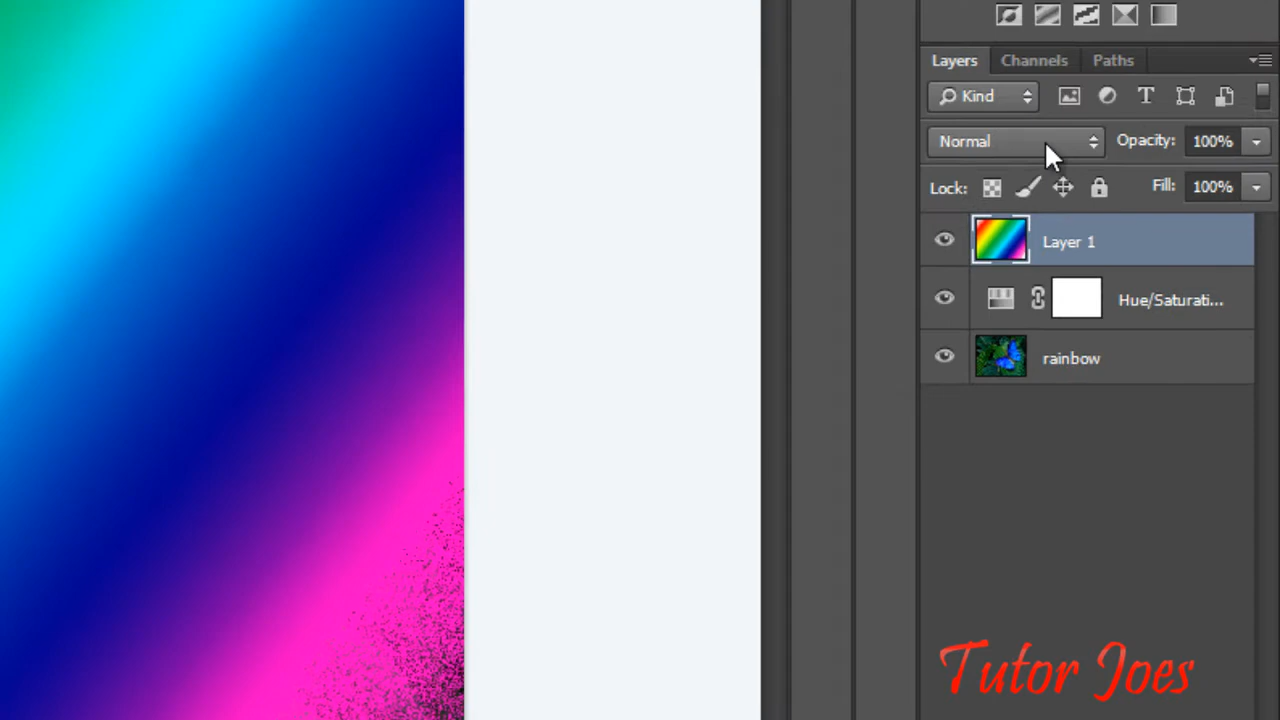 Layers Channels Paths
Kind
Normal Opacity: 100%
Lock: Fill: 100%
Layer 1
Hue/Saturati...
rainbow
Tutor Joes